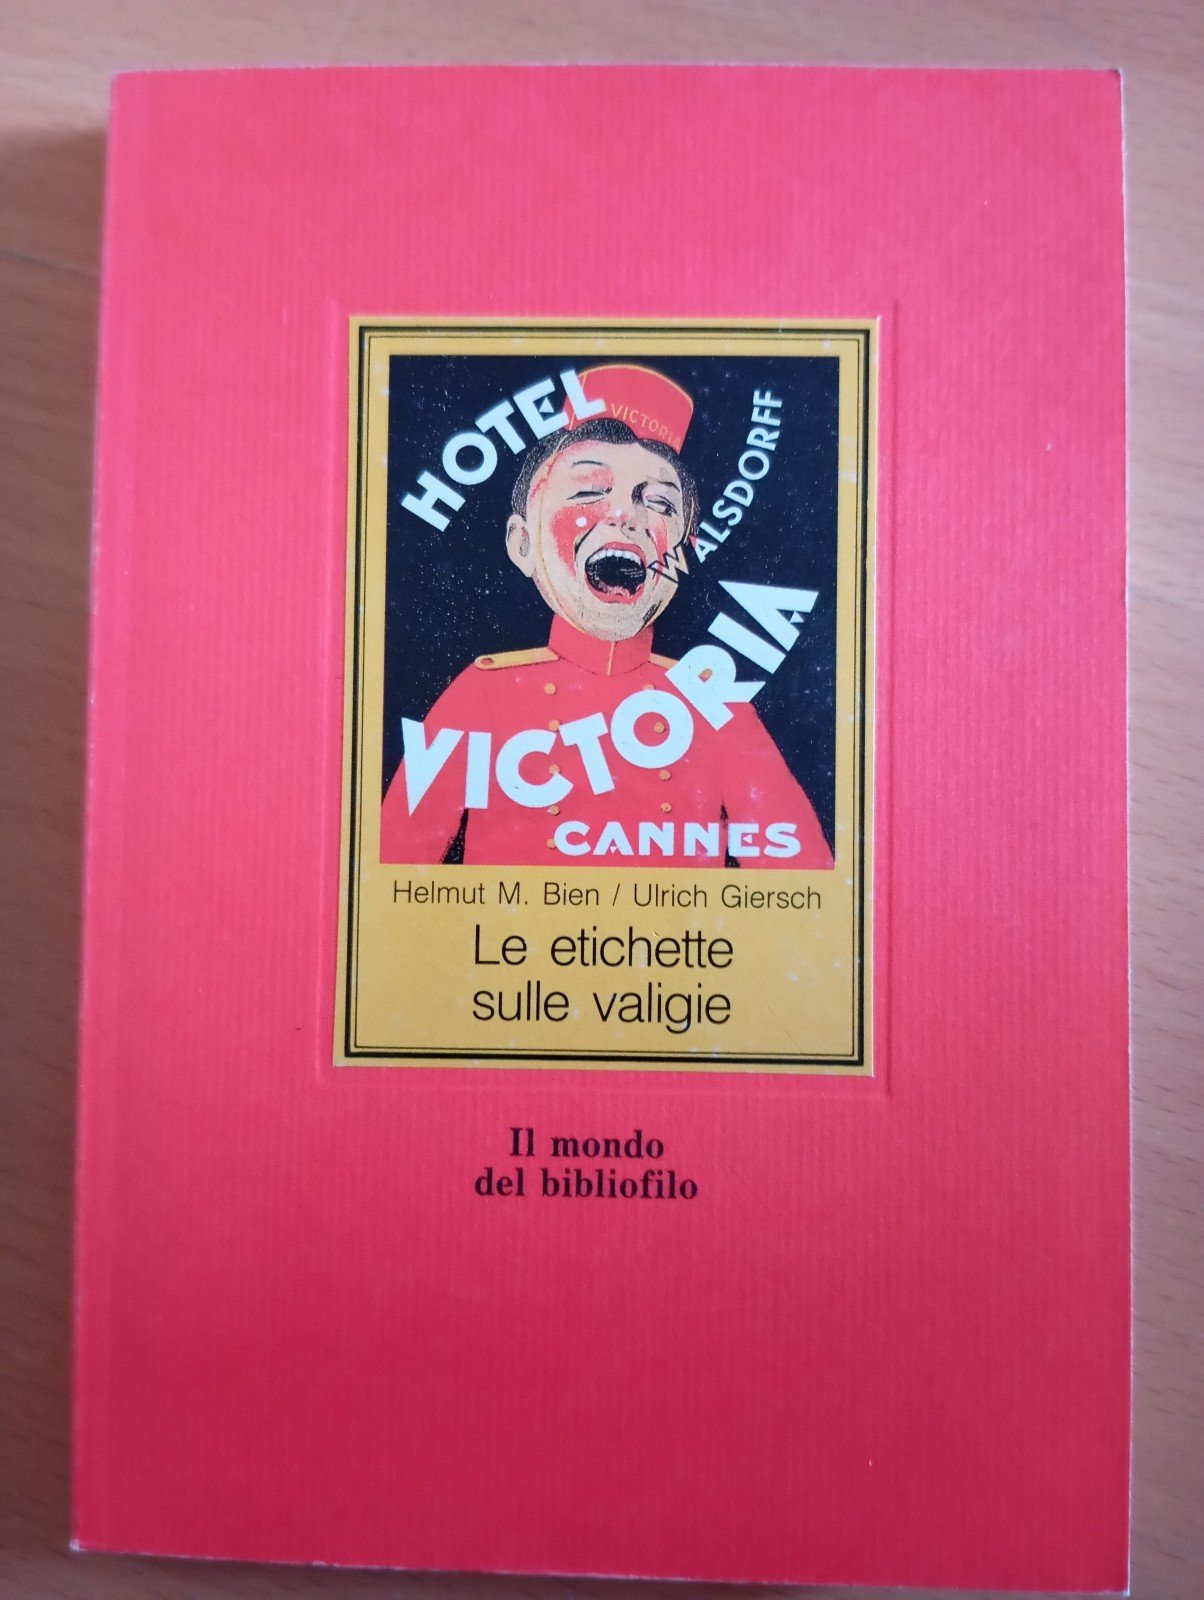 HOTEL
VICTORIA
WALSDORFF
VICTORIA
CANNES
Helmut M. Bien / Ulrich Giersch
Le etichette
sulle valigie
Il mondo
del bibliofilo